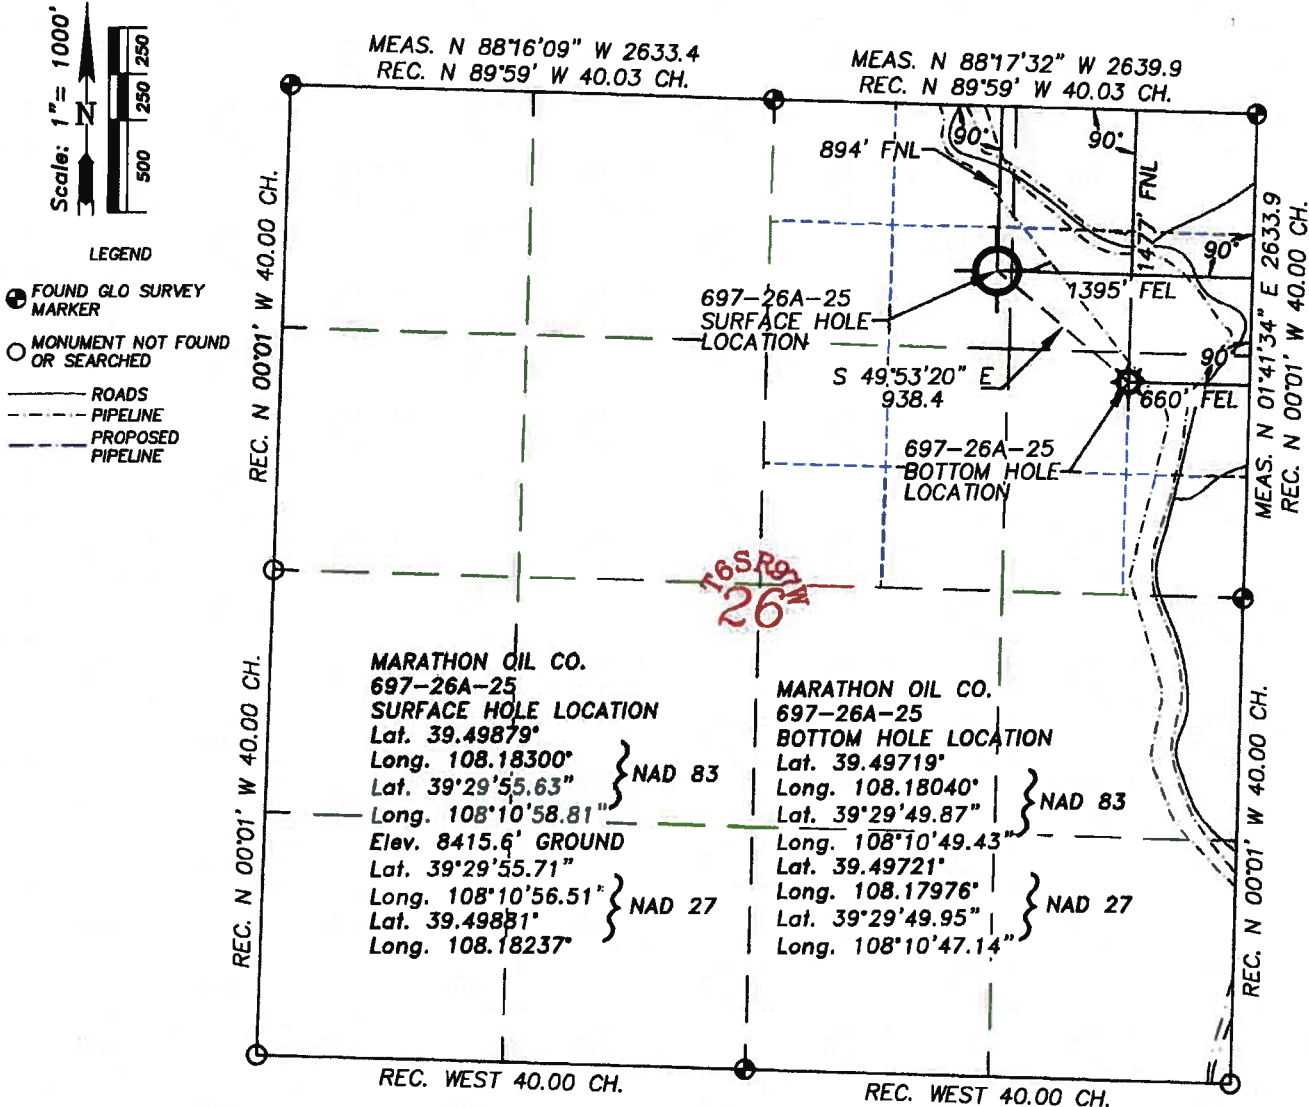 Scale: 1"= 1000'
N
500
250
250
LEGEND
FOUND GLO SURVEY
MARKER
MONUMENT NOT FOUND
OR SEARCHED
ROADS
PIPELINE
PROPOSED
PIPELINE
MEAS. N 88°16'09" W 2633.4
REC. N 89°59' W 40.03 CH.
MEAS. N 88°17'32" W 2639.9
REC. N 89°59' W 40.03 CH.
REC. N 00°01' W 40.00 CH.
REC. N 00°01' W 40.00 CH.
894' FNL
90°
90°
1477' FNL
90°
1395' FEL
697-26A-25
SURFACE HOLE
LOCATION
S 49°53'20" E
938.4
90°
660' FEL
697-26A-25
BOTTOM HOLE
LOCATION
MEAS. N 01°41'34" E 2633.9
REC. N 00°01' W 40.00 CH.
REC. N 00°01' W 40.00 CH.
T6S R97W
26
MARATHON OIL CO.
697-26A-25
SURFACE HOLE LOCATION
Lat. 39.49879°
Long. 108.18300°
Lat. 39°29'55.63"
Long. 108°10'58.81"
NAD 83
Elev. 8415.6' GROUND
Lat. 39°29'55.71"
Long. 108°10'56.51"
Lat. 39.49881°
Long. 108.18237°
NAD 27
MARATHON OIL CO.
697-26A-25
BOTTOM HOLE LOCATION
Lat. 39.49719°
Long. 108.18040°
Lat. 39°29'49.87"
Long. 108°10'49.43"
NAD 83
Lat. 39.49721°
Long. 108.17976°
Lat. 39°29'49.95"
Long. 108°10'47.14"
NAD 27
REC. WEST 40.00 CH.
REC. WEST 40.00 CH.